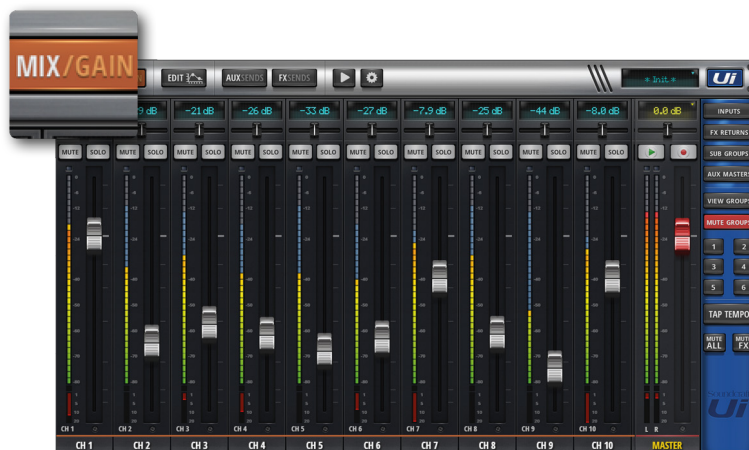 MIX/GAIN
EDIT
AUXSENDS
FXSENDS
* Init *
Ui
9 dB -21 dB -26 dB -33 dB -27 dB -7.9 dB -25 dB -44 dB -8.0 dB 0.0 dB
INPUTS
FX RETURNS
SUB GROUPS
AUX MASTERS
VIEW GROUPS
MUTE GROUPS
MUTE SOLO MUTE SOLO MUTE SOLO MUTE SOLO MUTE SOLO MUTE SOLO MUTE SOLO MUTE SOLO MUTE SOLO MUTE SOLO
1 2
3 4
5 6
TAP TEMPO
MUTE ALL
MUTE FX
CH 1 CH 2 CH 3 CH 4 CH 5 CH 6 CH 7 CH 8 CH 9 CH 10 L R
CH 1 CH 2 CH 3 CH 4 CH 5 CH 6 CH 7 CH 8 CH 9 CH 10 MASTER
Ui